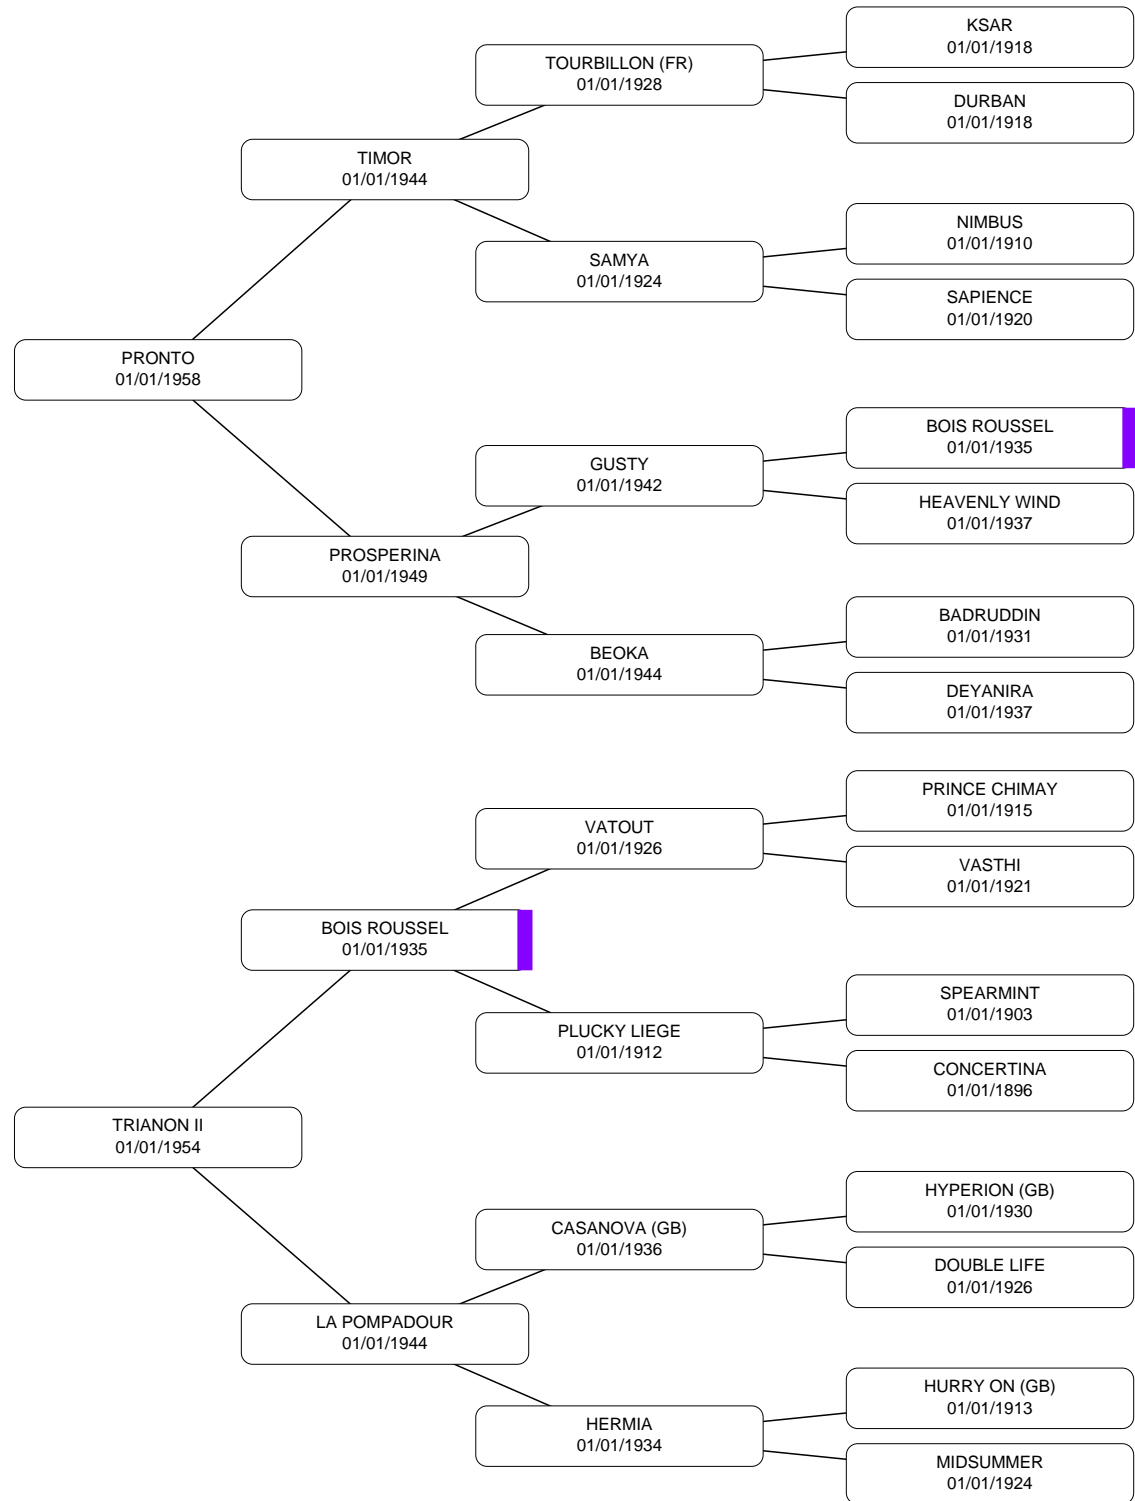 KSAR
01/01/1918
TOURBILLON (FR)
01/01/1928
DURBAN
01/01/1918
TIMOR
01/01/1944
NIMBUS
01/01/1910
SAMYA
01/01/1924
SAPIENCE
01/01/1920
PRONTO
01/01/1958
BOIS ROUSSEL
01/01/1935
GUSTY
01/01/1942
HEAVENLY WIND
01/01/1937
PROSPERINA
01/01/1949
BADRUDDIN
01/01/1931
BEOKA
01/01/1944
DEYANIRA
01/01/1937
PRINCE CHIMAY
01/01/1915
VATOUT
01/01/1926
VASTHI
01/01/1921
BOIS ROUSSEL
01/01/1935
SPEARMINT
01/01/1903
PLUCKY LIEGE
01/01/1912
CONCERTINA
01/01/1896
TRIANON II
01/01/1954
HYPERION (GB)
01/01/1930
CASANOVA (GB)
01/01/1936
DOUBLE LIFE
01/01/1926
LA POMPADOUR
01/01/1944
HURRY ON (GB)
01/01/1913
HERMIA
01/01/1934
MIDSUMMER
01/01/1924